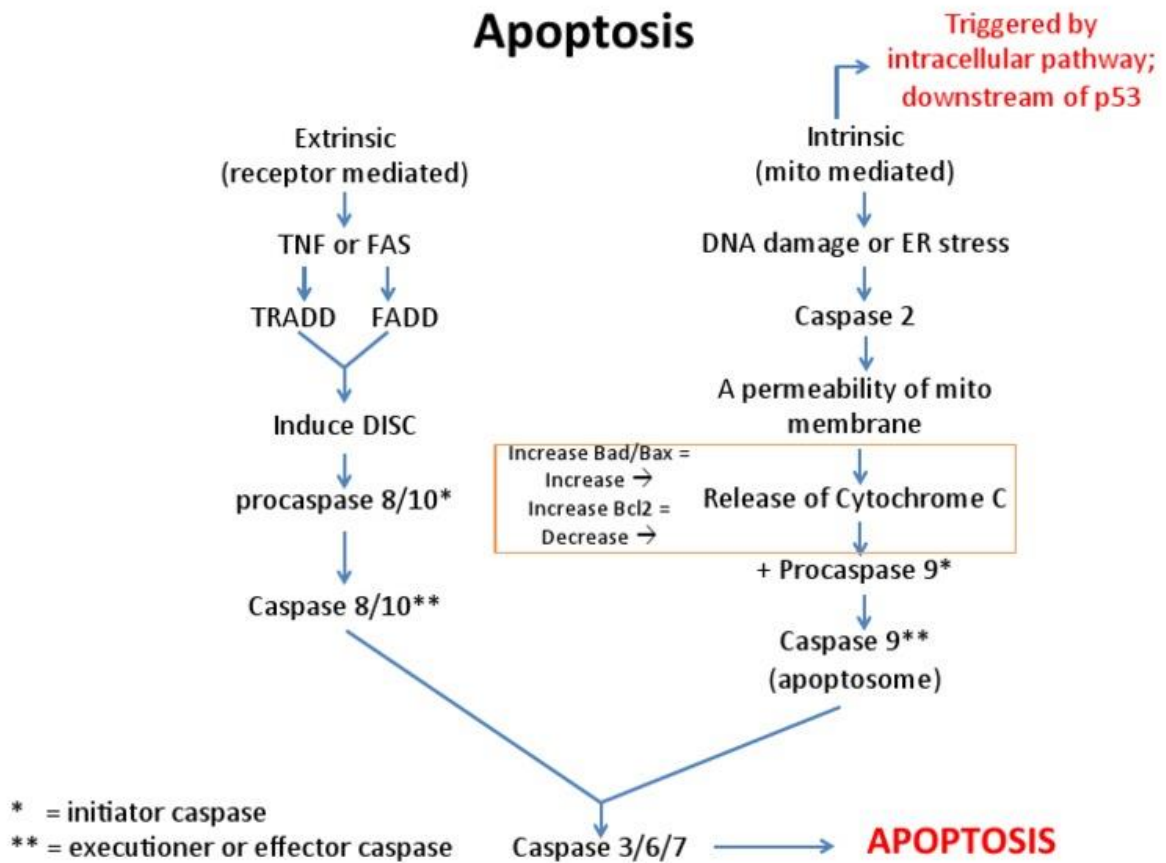 Apoptosis
Triggered by
intracellular pathway;
downstream of p53
Extrinsic
(receptor mediated)
TNF or FAS
TRADD FADD
Induce DISC
procaspase 8/10*
Caspase 8/10**
Intrinsic
(mito mediated)
DNA damage or ER stress
Caspase 2
A permeability of mito
membrane
Increase Bad/Bax =
Increase →
Increase Bcl2 =
Decrease →
Release of Cytochrome C
+ Procaspase 9*
Caspase 9**
(apoptosome)
* = initiator caspase
** = executioner or effector caspase
Caspase 3/6/7
APOPTOSIS